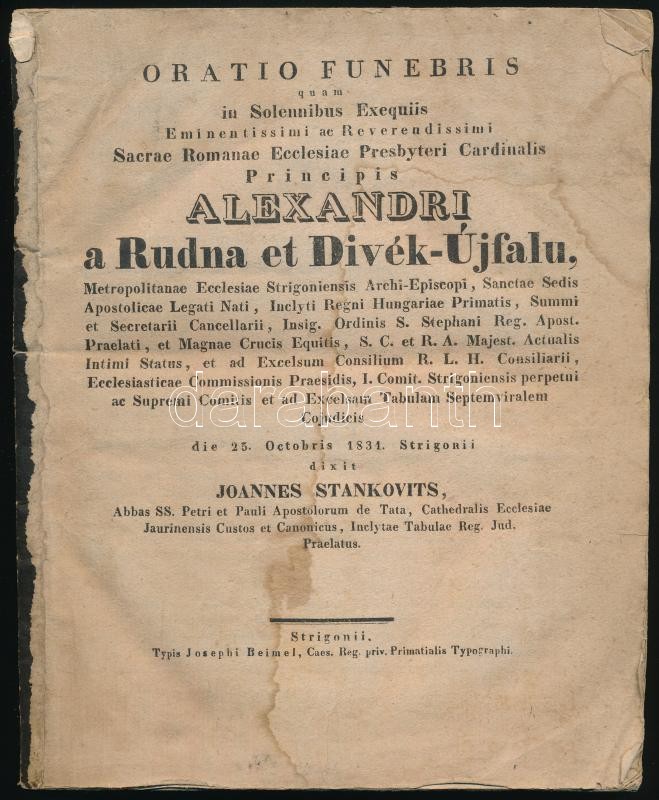 ORATIO FUNEBRIS
quam
in Solennibus Exequiis
Eminentissimi ac Reverendissimi
Sacrae Romanae Ecclesiae Presbyteri Cardinalis
Principis
ALEXANDRI
a Rudna et Divék-Újfalu,
Metropolitanae Ecclesiae Strigoniensis Archi-Episcopi, Sanctae Sedis
Apostolicae Legati Nati, Inclyti Regni Hungariae Primatis, Summi
et Secretarii Cancellarii, Insig. Ordinis S. Stephani Reg. Apost.
Praelati, et Magnae Crucis Equitis, S. C. et R. A. Majest. Actualis
Intimi Status, et ad Excelsum Consilium R. L. H. Consiliarii,
Ecclesiasticae Commissionis Praesidis, I. Comit. Strigoniensis perpetui
ac Supremi Comitis et ad Excelsam Tabulam Septemviralem
Cojudicis
darabanth
die 25. Octobris 1831. Strigonii
dixit
JOANNES STANKOVITS,
Abbas SS. Petri et Pauli Apostolorum de Tata, Cathedralis Ecclesiae
Jaurinensis Custos et Canonicus, Inclytae Tabulae Reg. Jud.
Praelatus.
Strigonii,
Typis Josephi Beimel, Caes. Reg. priv. Primatialis Typographi.